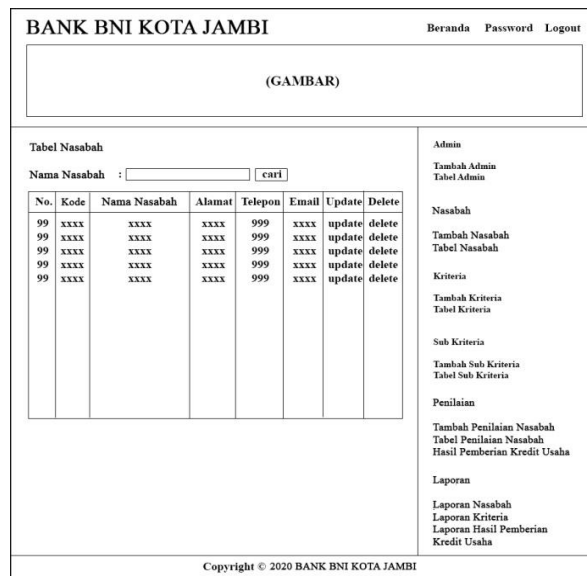 BANK BNI KOTA JAMBI
Beranda Password Logout
(GAMBAR)
Tabel Nasabah
Nama Nasabah : cari
No. Kode Nama Nasabah Alamat Telepon Email Update Delete
99 xxxx xxxx xxxx 999 xxxx update delete
99 xxxx xxxx xxxx 999 xxxx update delete
99 xxxx xxxx xxxx 999 xxxx update delete
99 xxxx xxxx xxxx 999 xxxx update delete
99 xxxx xxxx xxxx 999 xxxx update delete
Admin
Tambah Admin
Tabel Admin
Nasabah
Tambah Nasabah
Tabel Nasabah
Kriteria
Tambah Kriteria
Tabel Kriteria
Sub Kriteria
Tambah Sub Kriteria
Tabel Sub Kriteria
Penilaian
Tambah Penilaian Nasabah
Tabel Penilaian Nasabah
Hasil Pemberian Kredit Usaha
Laporan
Laporan Nasabah
Laporan Kriteria
Laporan Hasil Pemberian
Kredit Usaha
Copyright © 2020 BANK BNI KOTA JAMBI